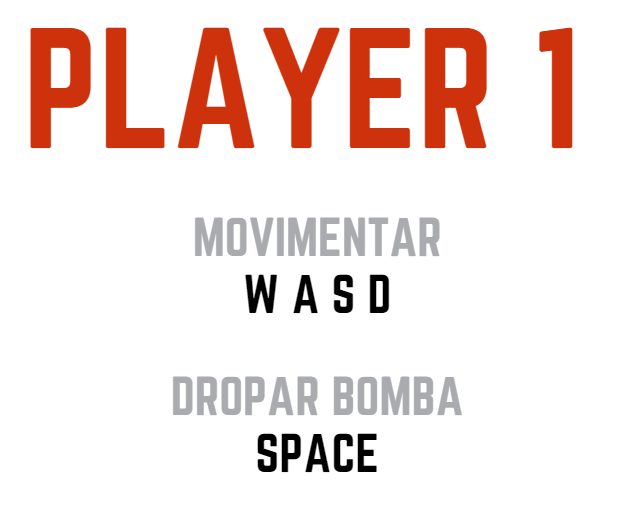 PLAYER 1
MOVIMENTAR
W A S D
DROPAR BOMBA
SPACE